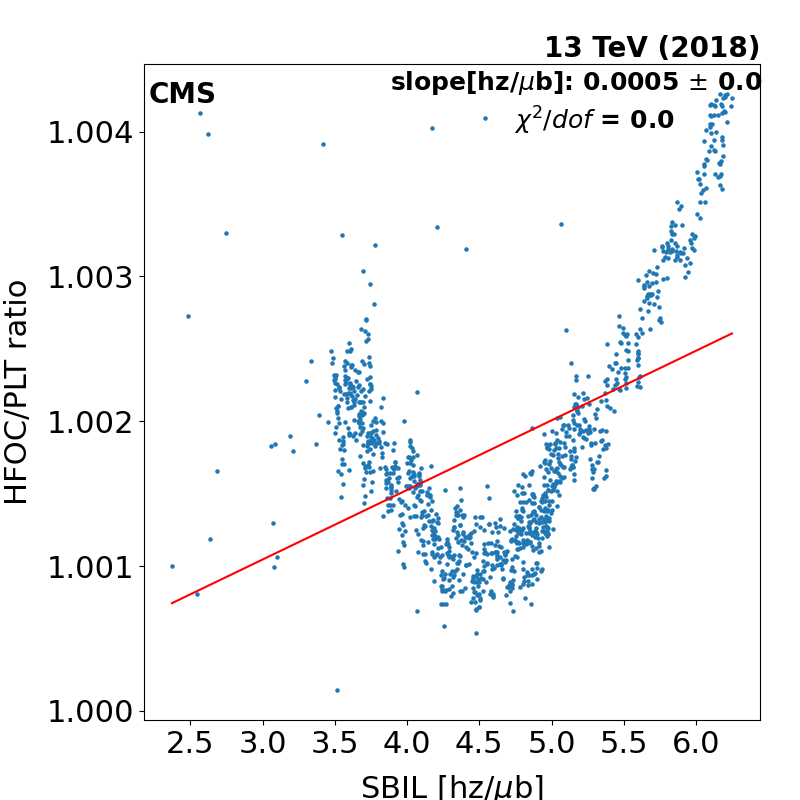 13 TeV (2018)
CMS
slope[hz/μb]: 0.0005 ± 0.0
χ²/dof = 0.0
HFOC/PLT ratio
1.004
1.003
1.002
1.001
1.000
2.5 3.0 3.5 4.0 4.5 5.0 5.5 6.0
SBIL [hz/μb]